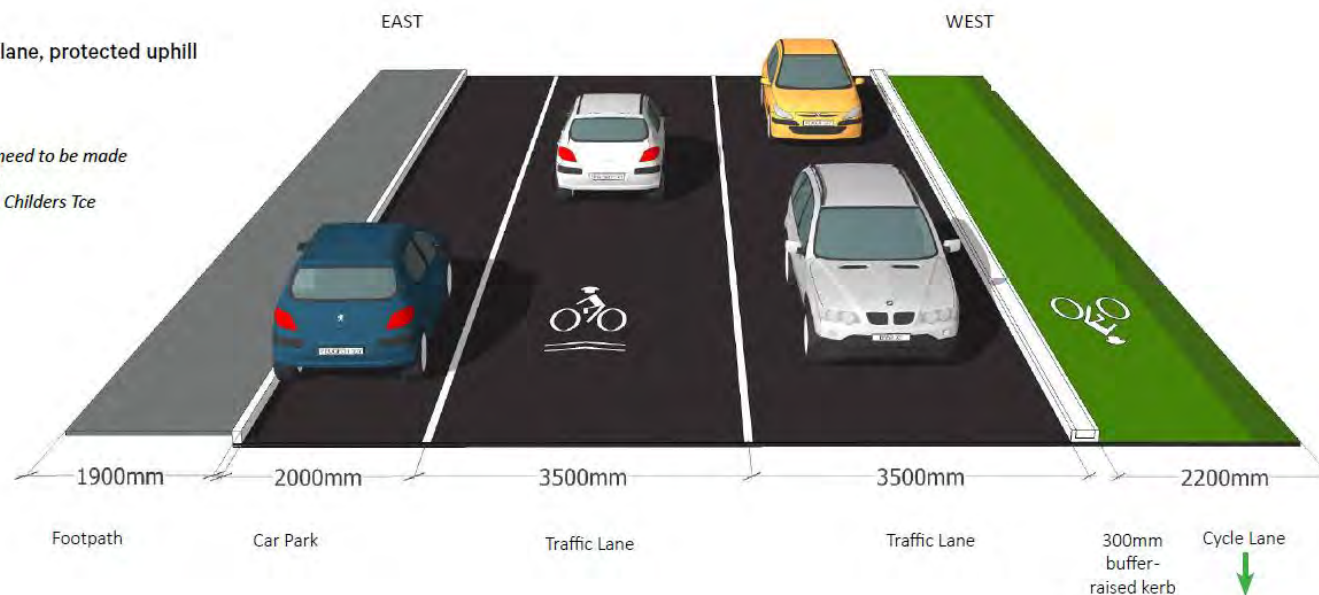 EAST
WEST
lane, protected uphill
need to be made
Childers Tce
1900mm
2000mm
3500mm
3500mm
2200mm
Footpath
Car Park
Traffic Lane
Traffic Lane
300mm
buffer-
raised kerb
Cycle Lane